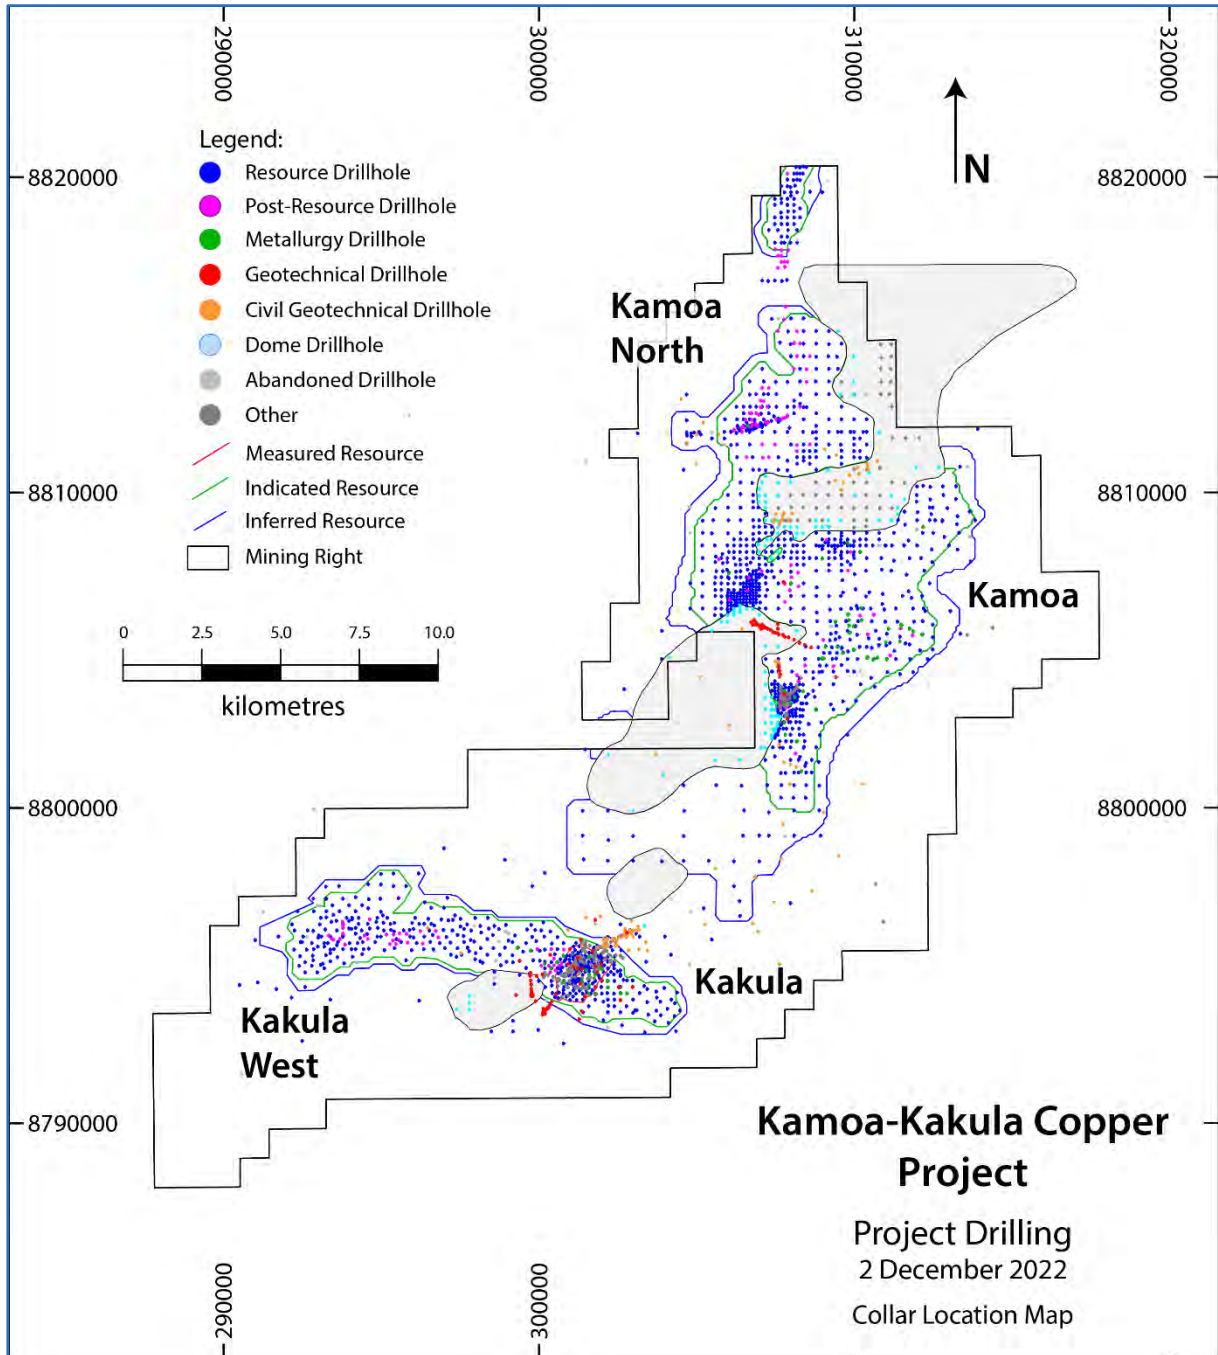 290000
300000
310000
320000
N
Legend:
Resource Drillhole
Post-Resource Drillhole
Metallurgy Drillhole
Geotechnical Drillhole
Civil Geotechnical Drillhole
Dome Drillhole
Abandoned Drillhole
Other
Measured Resource
Indicated Resource
Inferred Resource
Mining Right
8820000
8820000
Kamoa
North
8810000
8810000
Kamoa
0 2.5 5.0 7.5 10.0
kilometres
8800000
8800000
Kakula
Kakula
West
8790000
Kamoa-Kakula Copper
Project
Project Drilling
2 December 2022
Collar Location Map
290000
300000